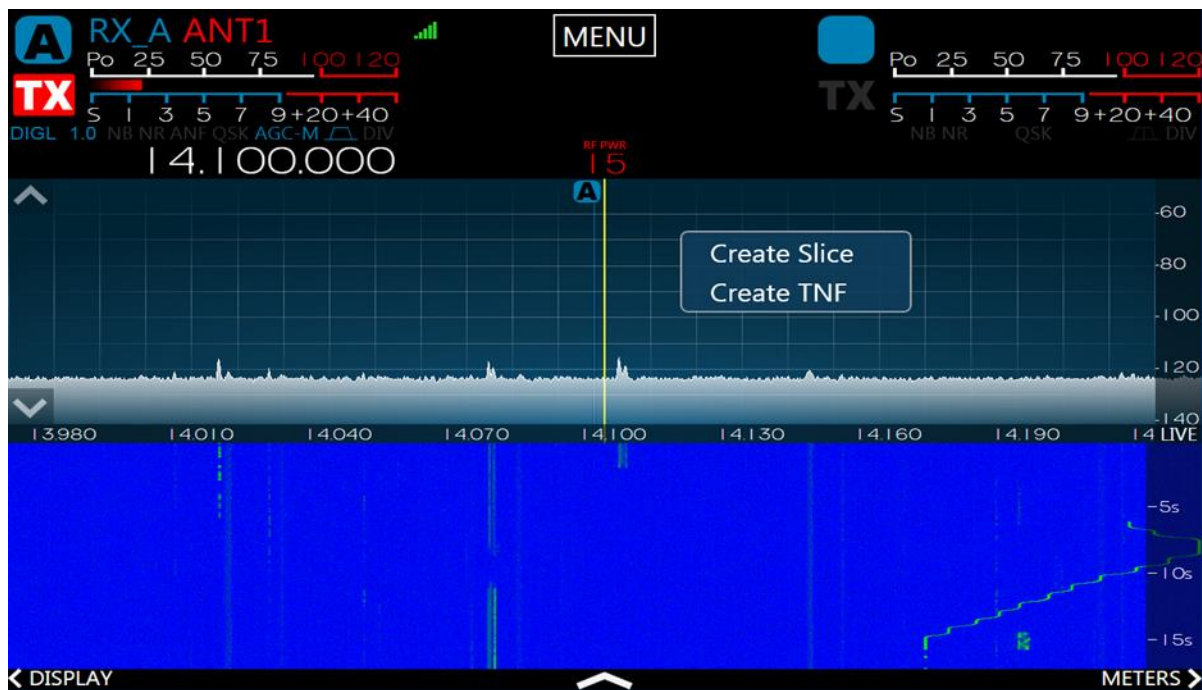 A RX_A ANT1 MENU
Po 25 50 75 100 120 Po 25 50 75 100 120
TX TX
S 1 3 5 7 9+20+40 S 1 3 5 7 9+20+40
DIGL 1.0 NB NR ANF QSK AGC-M DIV NB NR QSK DIV
RF PWR
14.100.000 15
A
-60
Create Slice
-80
Create TNF
-100
-120
-140
13.980 14.010 14.040 14.070 14.100 14.130 14.160 14.190 14 LIVE
-5s
-10s
-15s
< DISPLAY METERS >